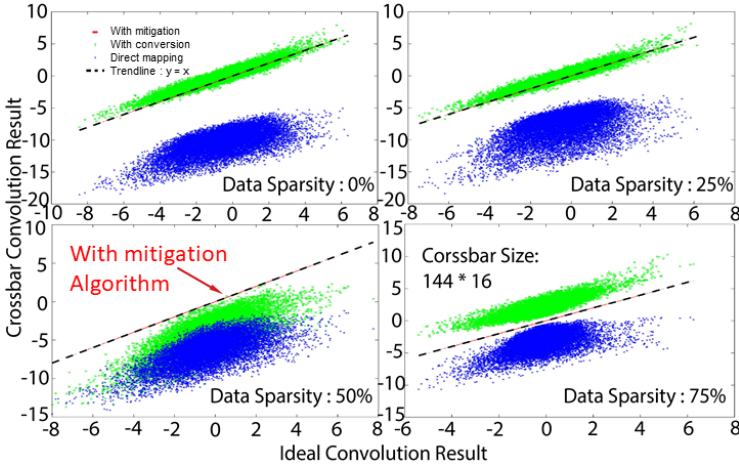 10
5
0
-5
-10
-15
-20
With mitigation
With conversion
Direct mapping
Trendline : y = x
Data Sparsity : 0%
-10 -8 -6 -4 -2 0 2 4 6 8
10
5
0
-5
-10
-15
-20
Data Sparsity : 25%
-8 -6 -4 -2 0 2 4 6 8
Crossbar Convolution Result
10
5
0
-5
-10
-15
With mitigation
Algorithm
Data Sparsity : 50%
-8 -6 -4 -2 0 2 4 6 8
15
10
5
0
-5
-10
-15
Corssbar Size:
144 * 16
Data Sparsity : 75%
-6 -4 -2 0 2 4 6 8
Ideal Convolution Result